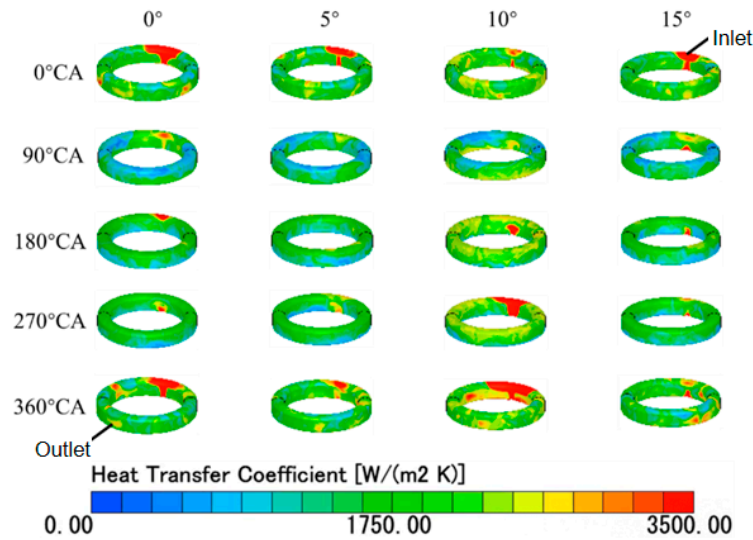 0° 5° 10° 15°
Inlet
0°CA
90°CA
180°CA
270°CA
360°CA
Outlet
Heat Transfer Coefficient [W/(m2 K)]
0.00 1750.00 3500.00